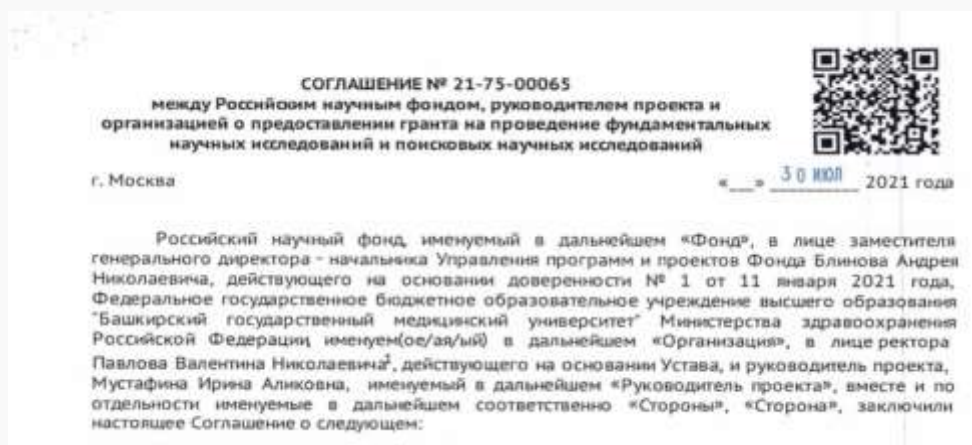 СОГЛАШЕНИЕ № 21-75-00065
между Российским научным фондом, руководителем проекта и
организацией о предоставлении гранта на проведение фундаментальных
научных исследований и поисковых научных исследований
г. Москва «__» 30 ИЮЛ 2021 года
Российский научный фонд, именуемый в дальнейшем «Фонд», в лице заместителя
генерального директора - начальника Управления программ и проектов Фонда Блинова Андрея
Николаевича, действующего на основании доверенности № 1 от 11 января 2021 года,
Федеральное государственное бюджетное образовательное учреждение высшего образования
"Башкирский государственный медицинский университет" Министерства здравоохранения
Российской Федерации, именуем(ое/ая/ый) в дальнейшем «Организация», в лице ректора
Павлова Валентина Николаевича¹, действующего на основании Устава, и руководитель проекта,
Мустафина Ирина Аликовна, именуемый в дальнейшем «Руководитель проекта», вместе и по
отдельности именуемые в дальнейшем соответственно «Стороны», «Сторона», заключили
настоящее Соглашение о следующем: